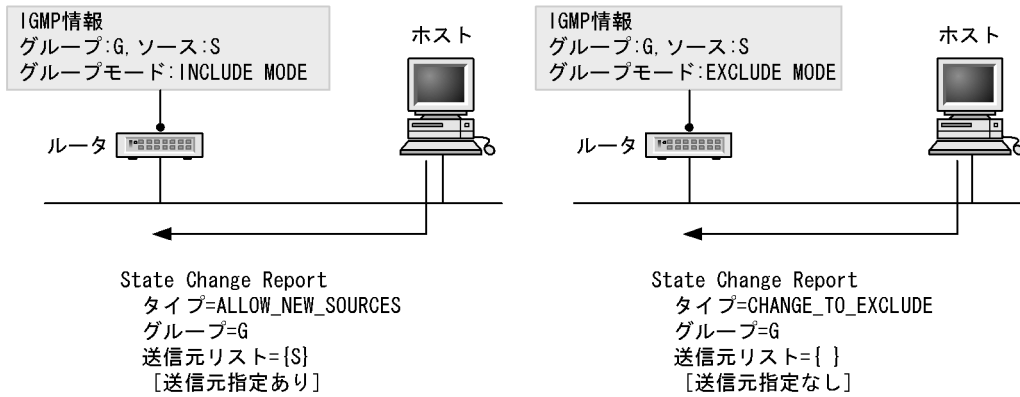 IGMP情報
グループ:G,ソース:S
グループモード:INCLUDE MODE
ホスト
ルータ
State Change Report
タイプ=ALLOW_NEW_SOURCES
グループ=G
送信元リスト={S}
[送信元指定あり]
IGMP情報
グループ:G,ソース:S
グループモード:EXCLUDE MODE
ホスト
ルータ
State Change Report
タイプ=CHANGE_TO_EXCLUDE
グループ=G
送信元リスト={ }
[送信元指定なし]